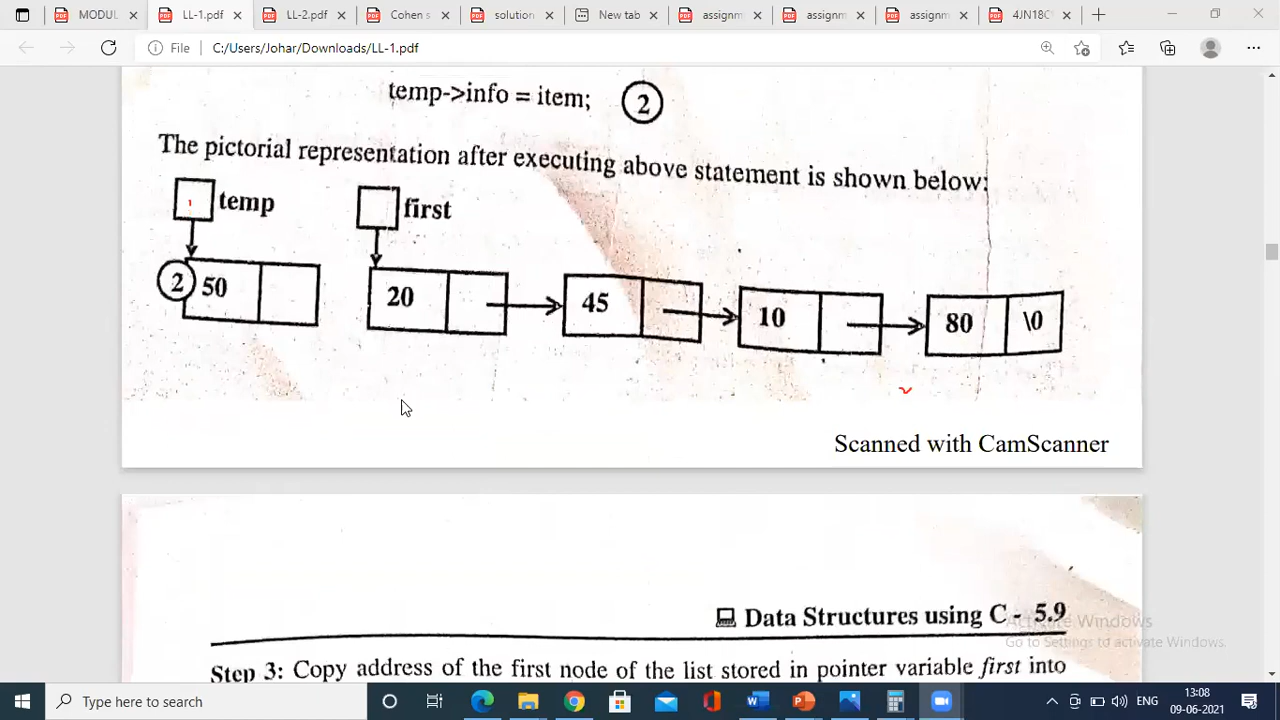 MODUL
LL-1.pdf
LL-2.pdf
Cohen s
solution
New tab
assignm
assignm
assignm
4JN18C
File
C:/Users/Johar/Downloads/LL-1.pdf
temp->info = item; 2
The pictorial representation after executing above statement is shown below:
temp first
2 50 20 45 10 80 \0
Scanned with CamScanner
Data Structures using C - 5.9
Activate Windows
Go to Settings to activate Windows.
Step 3: Copy address of the first node of the list stored in pointer variable first into
Type here to search
ENG
13:08
09-06-2021